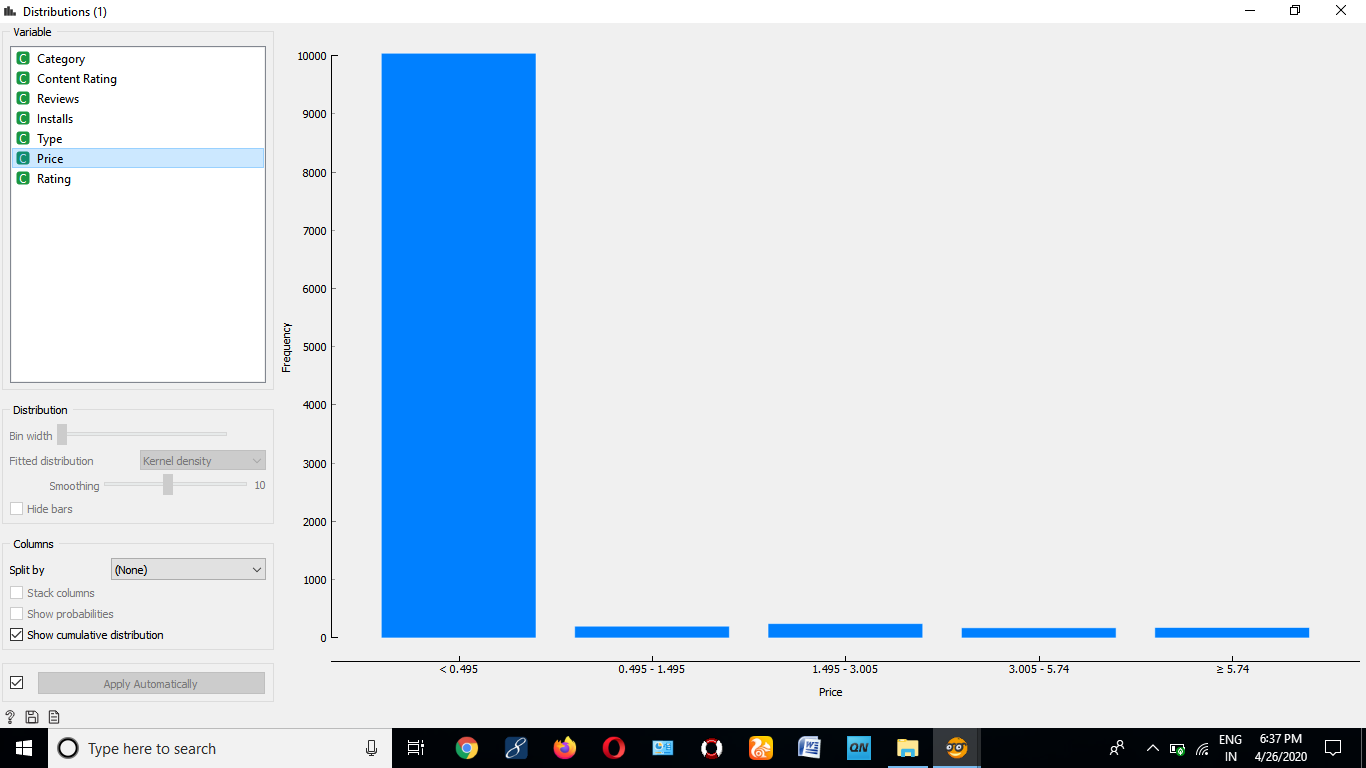 Distributions (1)
Variable
C Category
C Content Rating
C Reviews
C Installs
C Type
C Price
C Rating
Distribution
Bin width
Fitted distribution Kernel density
Smoothing 10
Hide bars
Columns
Split by (None)
Stack columns
Show probabilities
Show cumulative distribution
Apply Automatically
?
10000
9000
8000
7000
6000
5000
4000
3000
2000
1000
0
Frequency
< 0.495 0.495 - 1.495 1.495 - 3.005 3.005 - 5.74 ≥ 5.74
Price
Type here to search
W
QN
ENG
IN
6:37 PM
4/26/2020